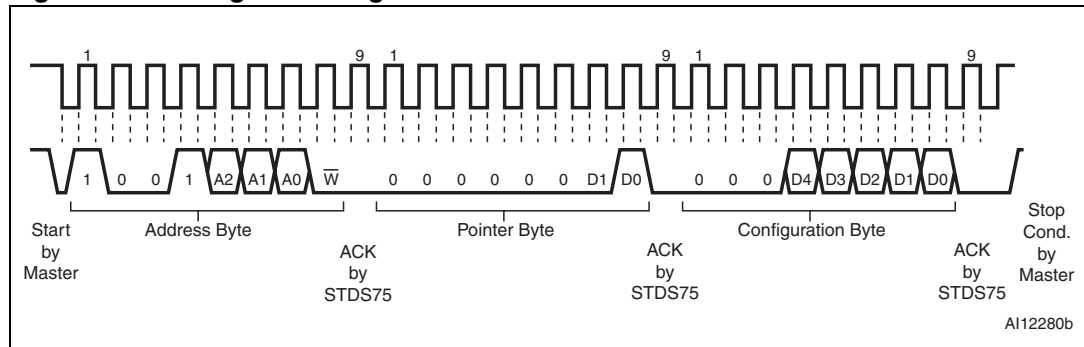 1 9 1 9 1 9
1 0 0 1 A2 A1 A0 W 0 0 0 0 0 0 D1 D0 0 0 0 D4 D3 D2 D1 D0
Start
by
Master
Address Byte
ACK
by
STDS75
Pointer Byte
ACK
by
STDS75
Configuration Byte
ACK
by
STDS75
Stop
Cond.
by
Master
AI12280b